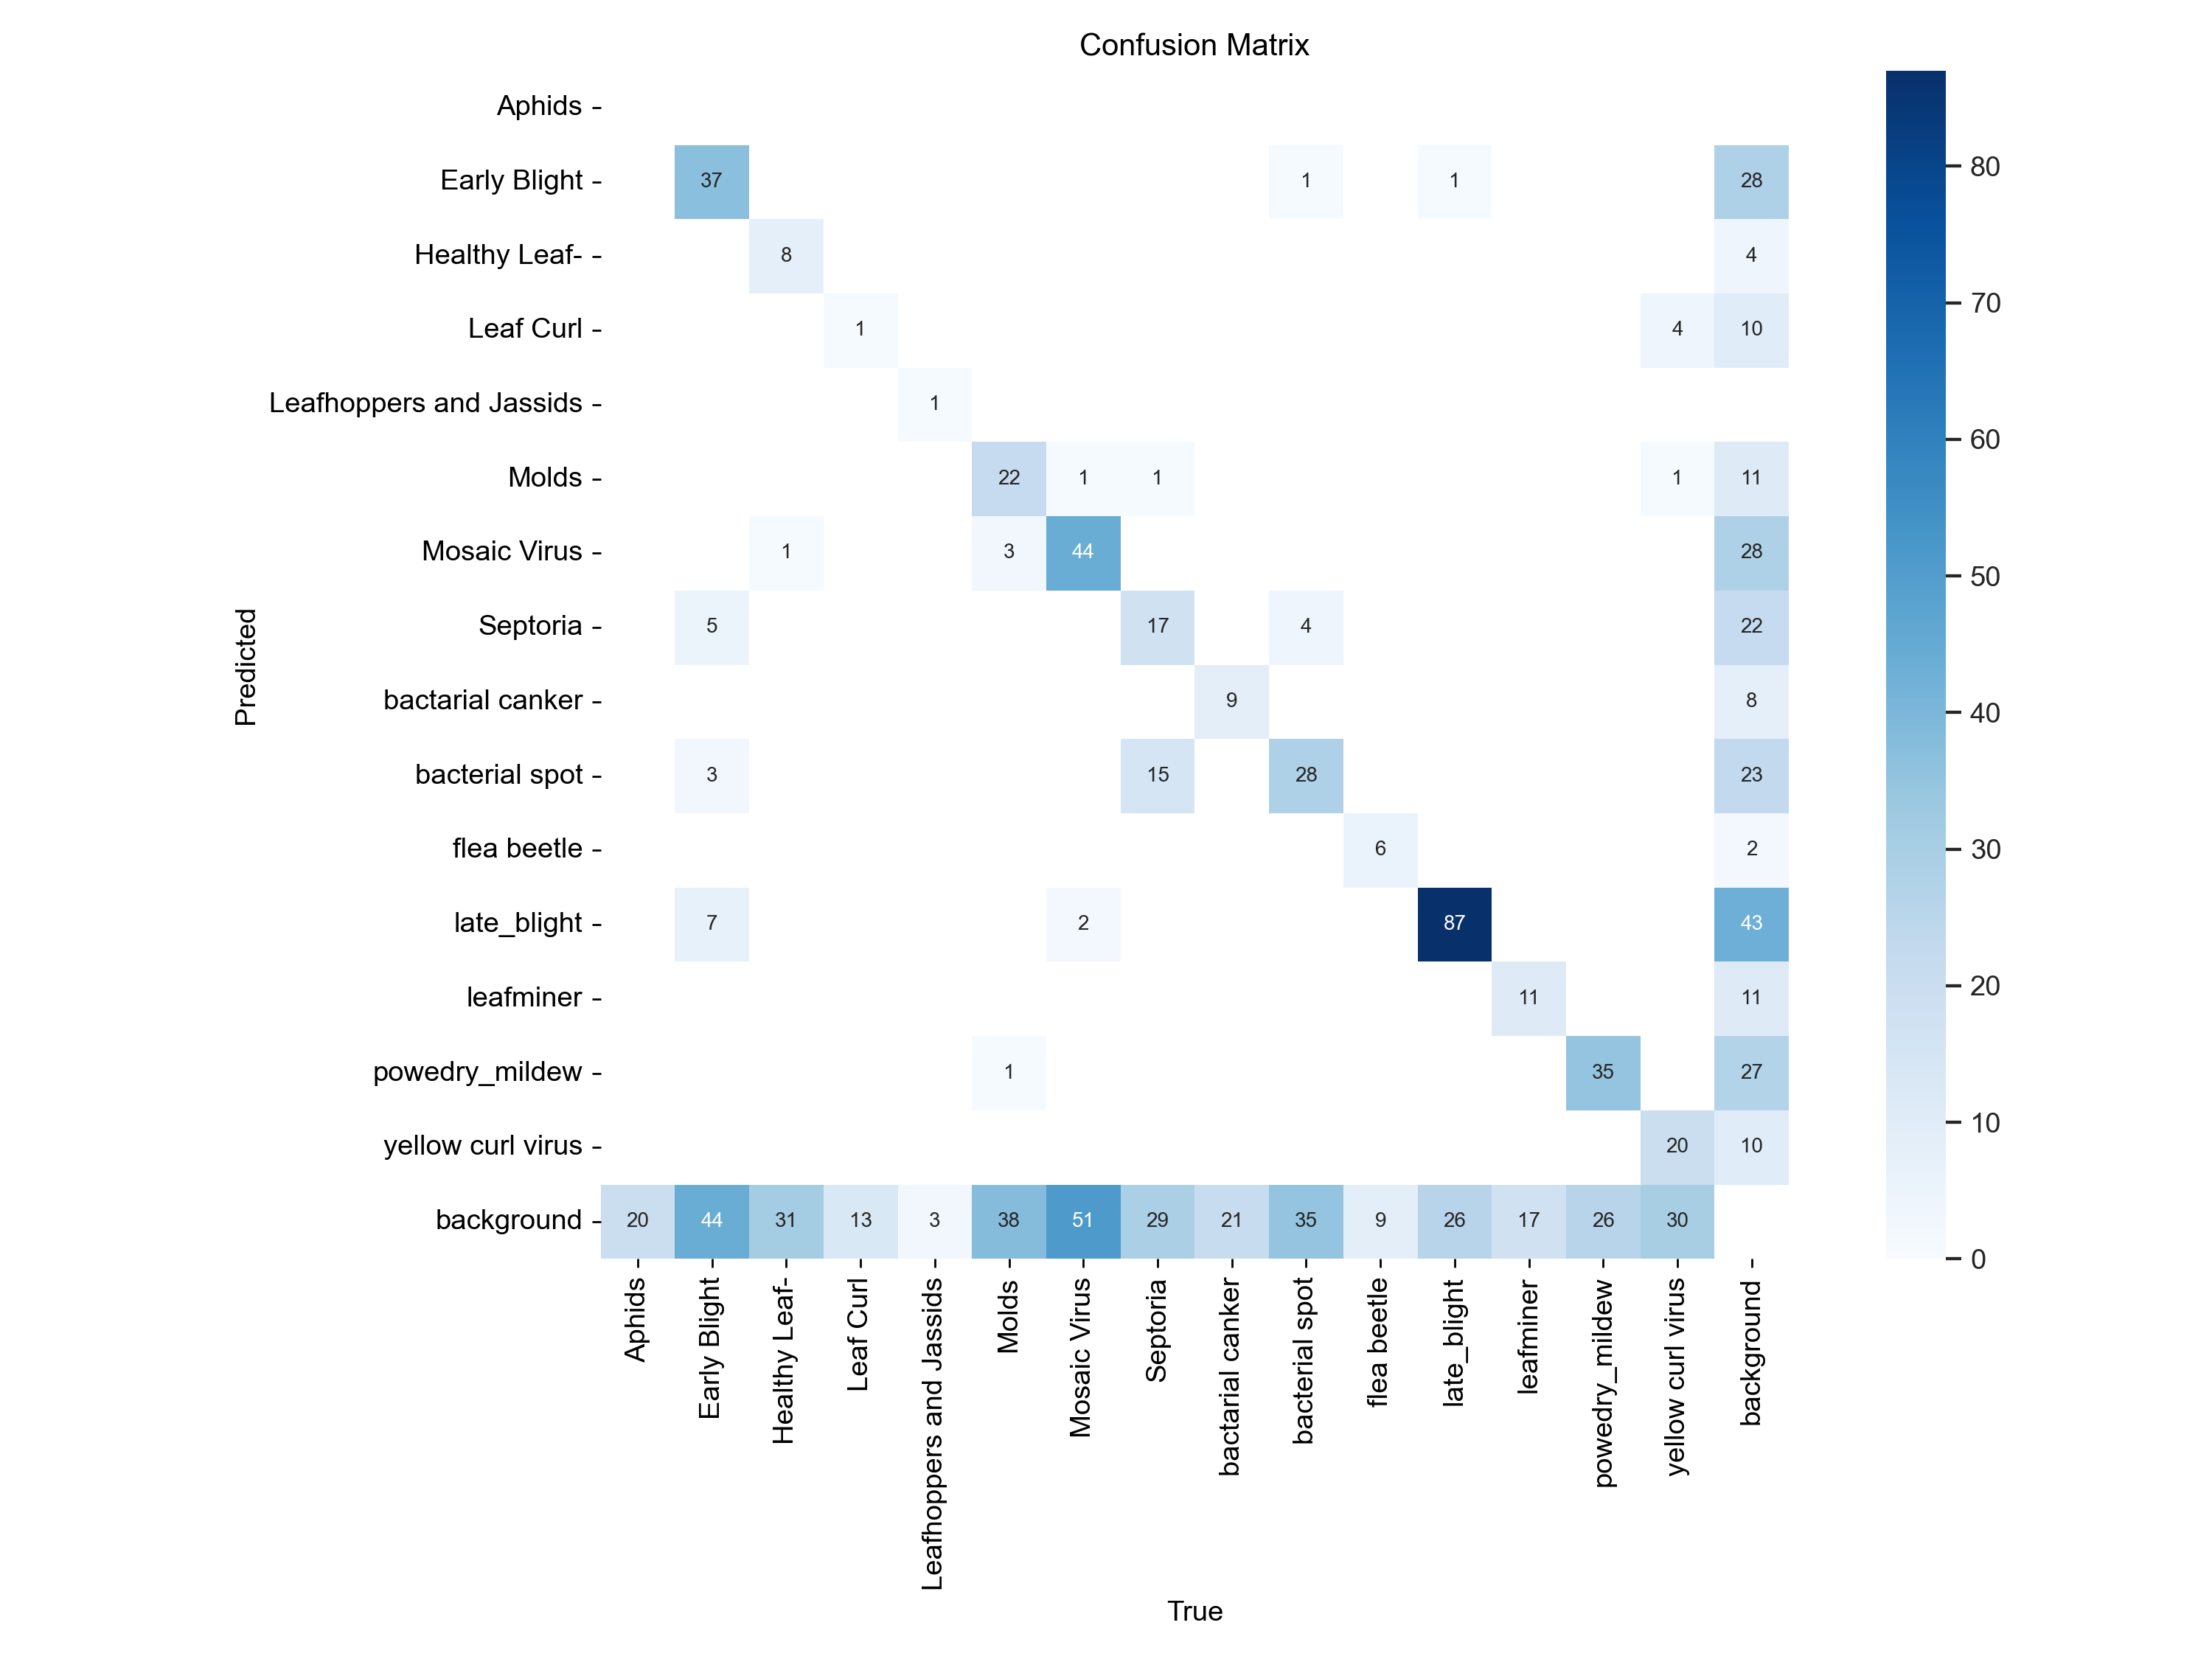 Confusion Matrix
Aphids
Early Blight 37 1 1 28
Healthy Leaf- 8 4
Leaf Curl 1 4 10
Leafhoppers and Jassids 1
Molds 22 1 1 1 11
Mosaic Virus 1 3 44 28
Septoria 5 17 4 22
bactarial canker 9 8
bacterial spot 3 15 28 23
flea beetle 6 2
late_blight 7 2 87 43
leafminer 11 11
powedry_mildew 1 35 27
yellow curl virus 20 10
background 20 44 31 13 3 38 51 29 21 35 9 26 17 26 30
Predicted
Aphids
Early Blight
Healthy Leaf-
Leaf Curl
Leafhoppers and Jassids
Molds
Mosaic Virus
Septoria
bactarial canker
bacterial spot
flea beetle
late_blight
leafminer
powedry_mildew
yellow curl virus
background
True
80
70
60
50
40
30
20
10
0